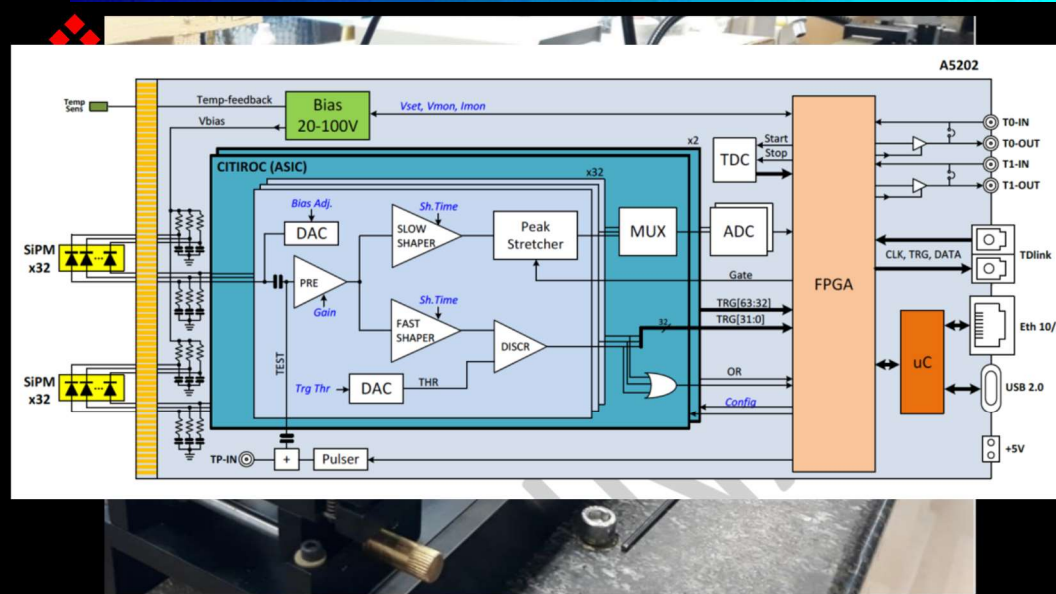 A5202
Temp
Sens
Temp-feedback
Vbias
Bias
20-100V
Vset, Vmon, Imon
T0-IN
T0-OUT
T1-IN
T1-OUT
x2
TDC
Start
Stop
CITIROC (ASIC)
x32
Bias Adj.
DAC
Sh.Time
SLOW
SHAPER
Peak
Stretcher
MUX
ADC
SiPM
x32
PRE
Gain
Gate
FPGA
CLK, TRG, DATA
TDlink
Sh.Time
FAST
SHAPER
DISCR
TRG[63:32]
TRG[31:0]
32
Eth 10/
TEST
Trg Thr
DAC
THR
OR
Config
uC
USB 2.0
SiPM
x32
TP-IN
+
Pulser
+5V